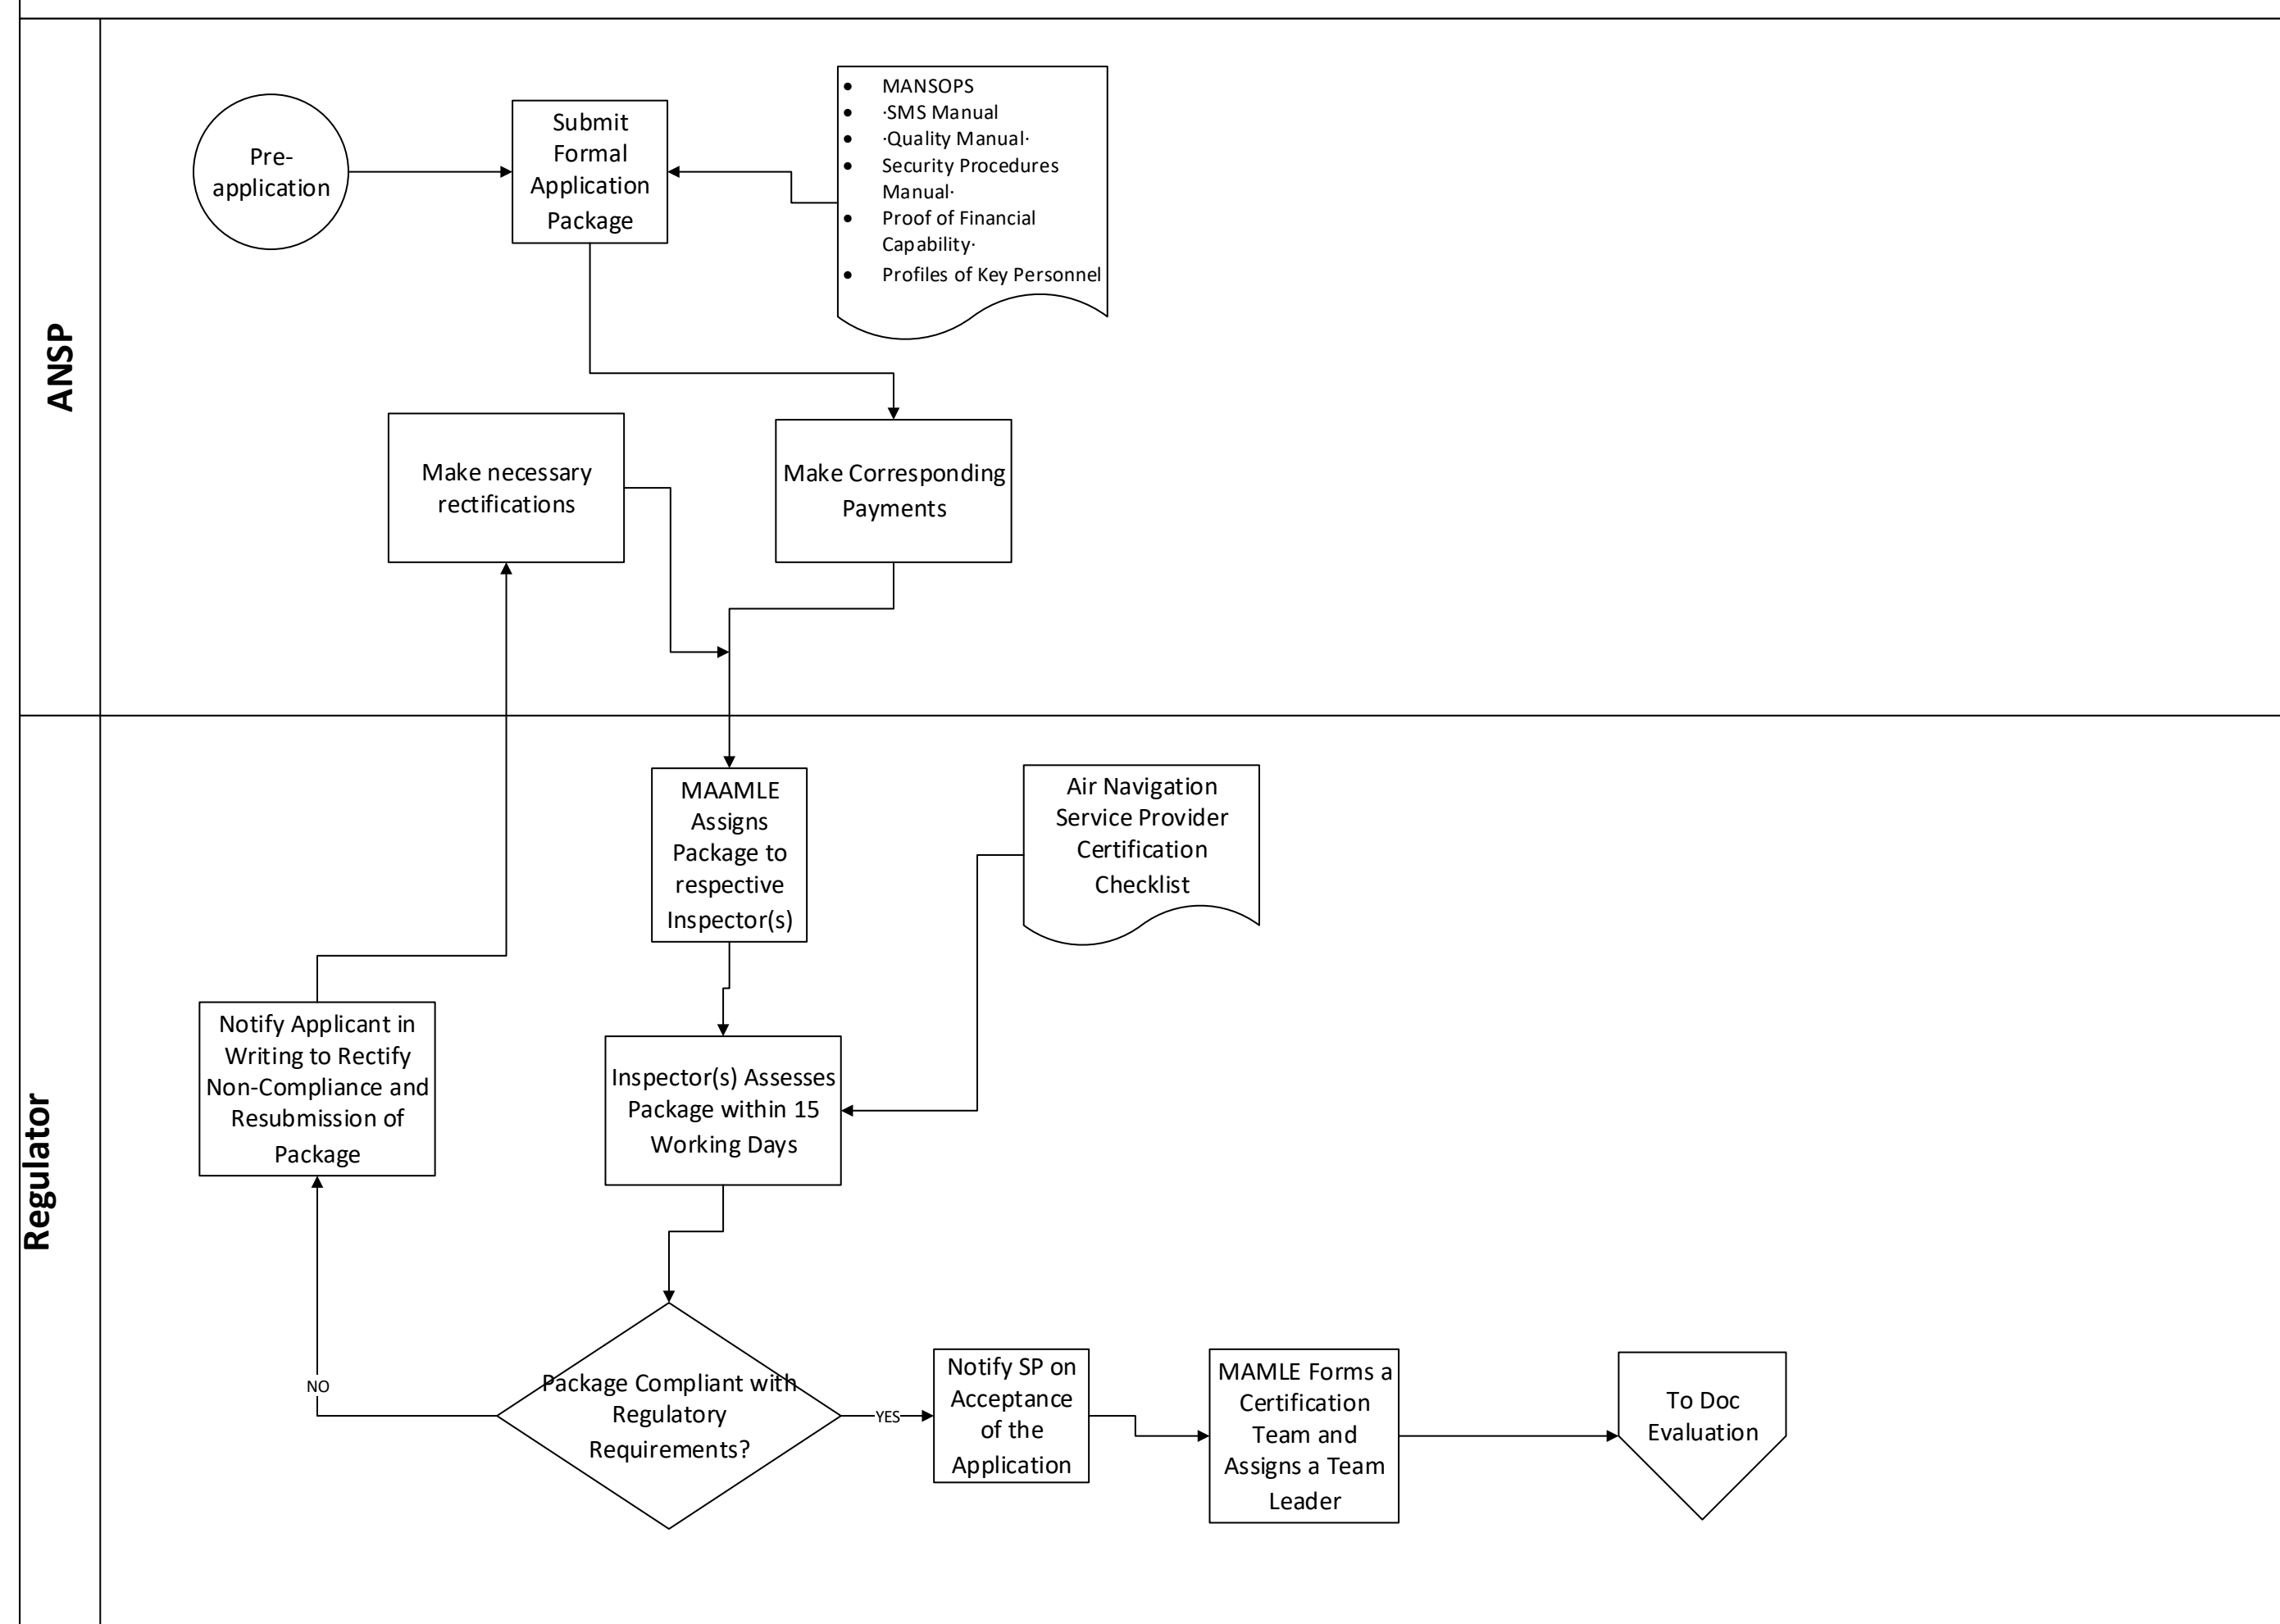 ANSP
Pre-
application
Submit
Formal
Application
Package
• MANSOPS
• ·SMS Manual
• ·Quality Manual·
• Security Procedures
Manual·
• Proof of Financial
Capability·
• Profiles of Key Personnel
Make necessary
rectifications
Make Corresponding
Payments
Regulator
MAAMLE
Assigns
Package to
respective
Inspector(s)
Air Navigation
Service Provider
Certification
Checklist
Notify Applicant in
Writing to Rectify
Non-Compliance and
Resubmission of
Package
Inspector(s) Assesses
Package within 15
Working Days
NO
Package Compliant with
Regulatory
Requirements?
YES
Notify SP on
Acceptance
of the
Application
MAMLE Forms a
Certification
Team and
Assigns a Team
Leader
To Doc
Evaluation